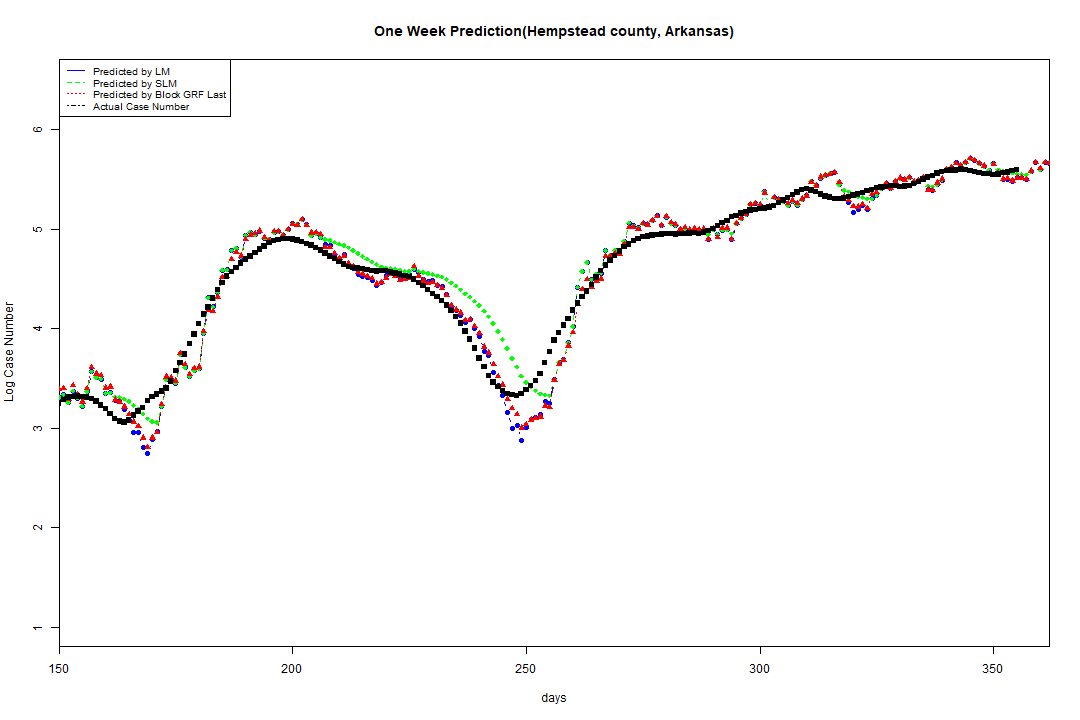 One Week Prediction(Hempstead county, Arkansas)
Predicted by LM
Predicted by SLM
Predicted by Block GRF Last
Actual Case Number
6
5
4
3
2
1
Log Case Number
150 200 250 300 350
days